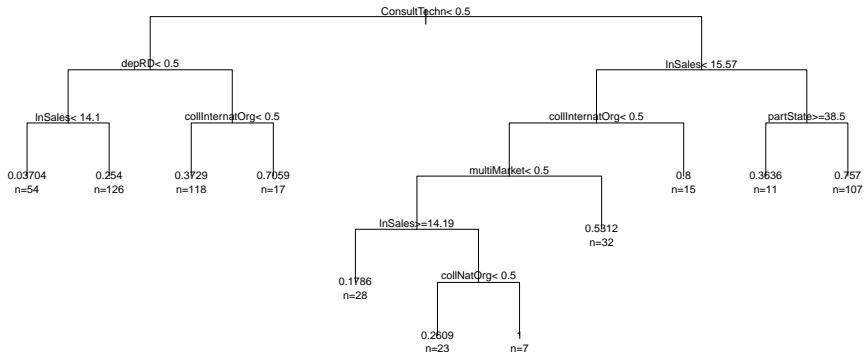 ConsultTechn< 0.5
depRD< 0.5
lnSales< 15.57
lnSales< 14.1
collInternatOrg< 0.5
collInternatOrg< 0.5
partState>=38.5
0.03704
n=54
0.254
n=126
0.3729
n=118
0.7059
n=17
multiMarket< 0.5
0.8
n=15
0.3636
n=11
0.757
n=107
lnSales>=14.19
0.5312
n=32
0.1786
n=28
collNatOrg< 0.5
0.2609
n=23
1
n=7